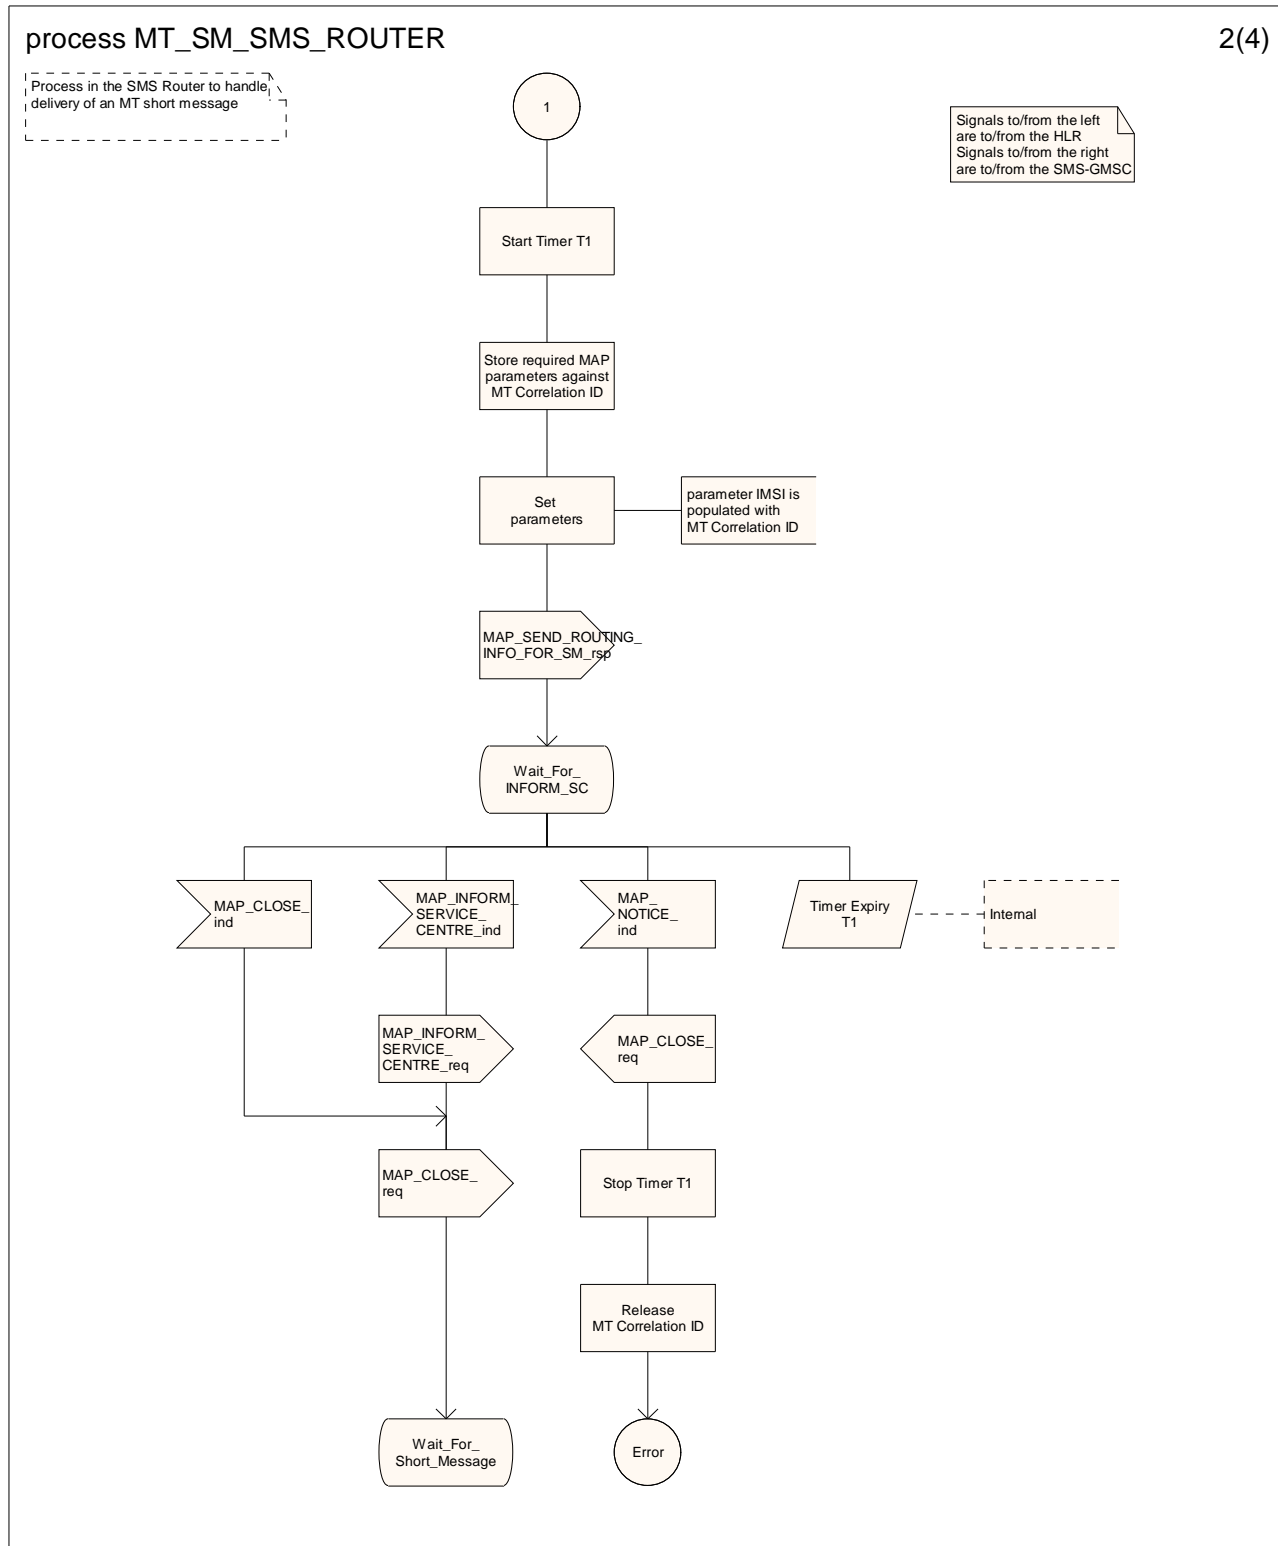 process MT_SM_SMS_ROUTER
2(4)
Process in the SMS Router to handle
delivery of an MT short message
1
Signals to/from the left
are to/from the HLR
Signals to/from the right
are to/from the SMS-GMSC
Start Timer T1
Store required MAP
parameters against
MT Correlation ID
Set
parameters
parameter IMSI is
populated with
MT Correlation ID
MAP_SEND_ROUTING_
INFO_FOR_SM_rsp
Wait_For_
INFORM_SC
MAP_CLOSE_
ind
MAP_INFORM_
SERVICE_
CENTRE_ind
MAP_
NOTICE_
ind
Timer Expiry
T1
Internal
MAP_INFORM_
SERVICE_
CENTRE_req
MAP_CLOSE_
req
MAP_CLOSE_
req
Stop Timer T1
Release
MT Correlation ID
Wait_For_
Short_Message
Error